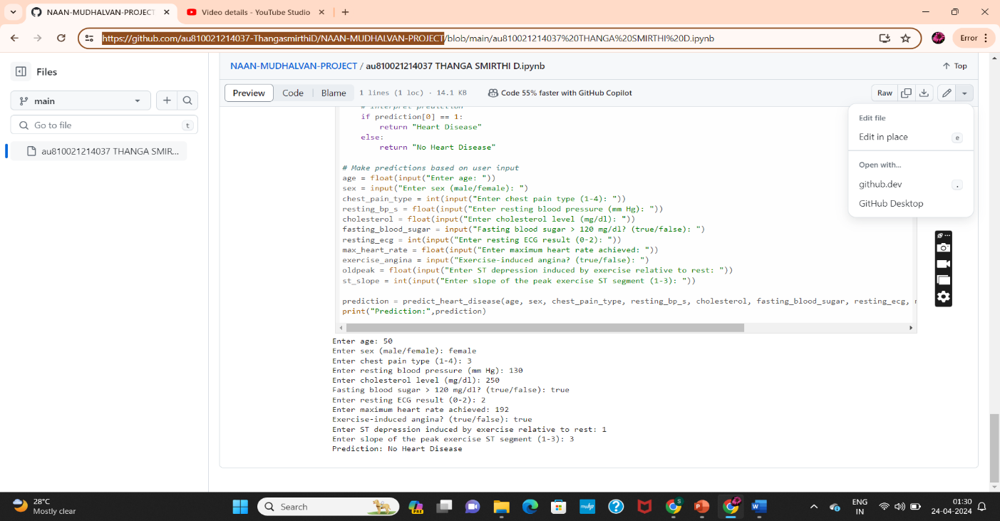 NAAN-MUDHALVAN-PROJECT
Video details - YouTube Studio
https://github.com/au810021214037-ThangasmirthiD/NAAN-MUDHALVAN-PROJECT/blob/main/au810021214037%20THANGA%20SMIRTHI%20D.ipynb
Error
Files
main
Go to file
t
au810021214037 THANGA SMIR...
NAAN-MUDHALVAN-PROJECT / au810021214037 THANGA SMIRTHI D.ipynb
Top
Preview Code Blame 1 lines (1 loc) · 14.1 KB Code 55% faster with GitHub Copilot
Raw
Edit file
Edit in place e
Open with...
github.dev .
GitHub Desktop
# Interpret prediction
if prediction[0] == 1:
return "Heart Disease"
else:
return "No Heart Disease"
# Make predictions based on user input
age = float(input("Enter age: "))
sex = input("Enter sex (male/female): ")
chest_pain_type = int(input("Enter chest pain type (1-4): "))
resting_bp_s = float(input("Enter resting blood pressure (mm Hg): "))
cholesterol = float(input("Enter cholesterol level (mg/dl): "))
fasting_blood_sugar = input("Fasting blood sugar > 120 mg/dl? (true/false): ")
resting_ecg = int(input("Enter resting ECG result (0-2): "))
max_heart_rate = float(input("Enter maximum heart rate achieved: "))
exercise_angina = input("Exercise-induced angina? (true/false): ")
oldpeak = float(input("Enter ST depression induced by exercise relative to rest: "))
st_slope = int(input("Enter slope of the peak exercise ST segment (1-3): "))
prediction = predict_heart_disease(age, sex, chest_pain_type, resting_bp_s, cholesterol, fasting_blood_sugar, resting_ecg,
print("Prediction:",prediction)
Enter age: 50
Enter sex (male/female): female
Enter chest pain type (1-4): 3
Enter resting blood pressure (mm Hg): 130
Enter cholesterol level (mg/dl): 250
Fasting blood sugar > 120 mg/dl? (true/false): true
Enter resting ECG result (0-2): 2
Enter maximum heart rate achieved: 192
Exercise-induced angina? (true/false): true
Enter ST depression induced by exercise relative to rest: 1
Enter slope of the peak exercise ST segment (1-3): 3
Prediction: No Heart Disease
28°C
Mostly clear
Search
PRE
myhp
ENG
IN
01:30
24-04-2024